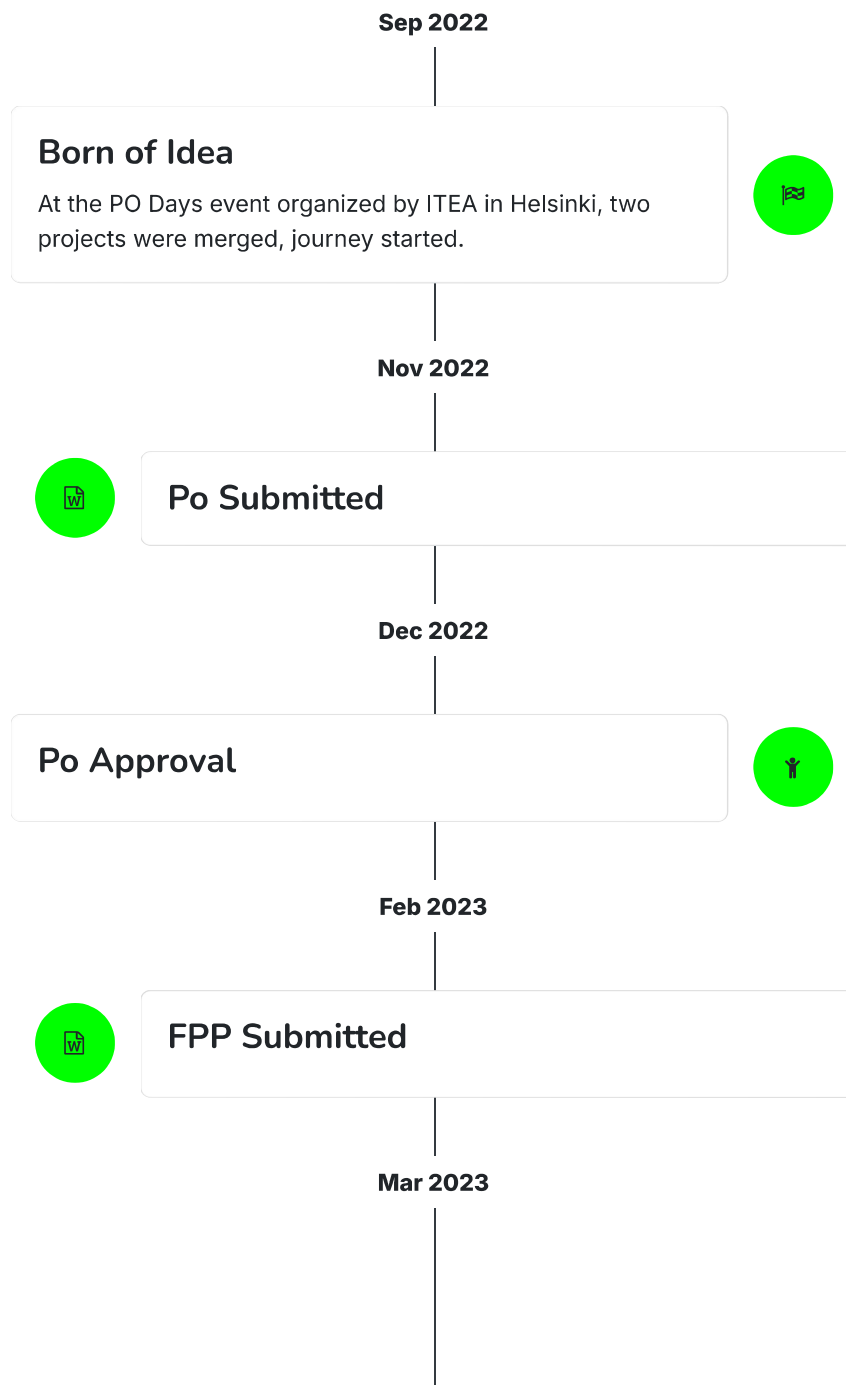 Sep 2022
Born of Idea
At the PO Days event organized by ITEA in Helsinki, two
projects were merged, journey started.
Nov 2022
Po Submitted
Dec 2022
Po Approval
Feb 2023
FPP Submitted
Mar 2023